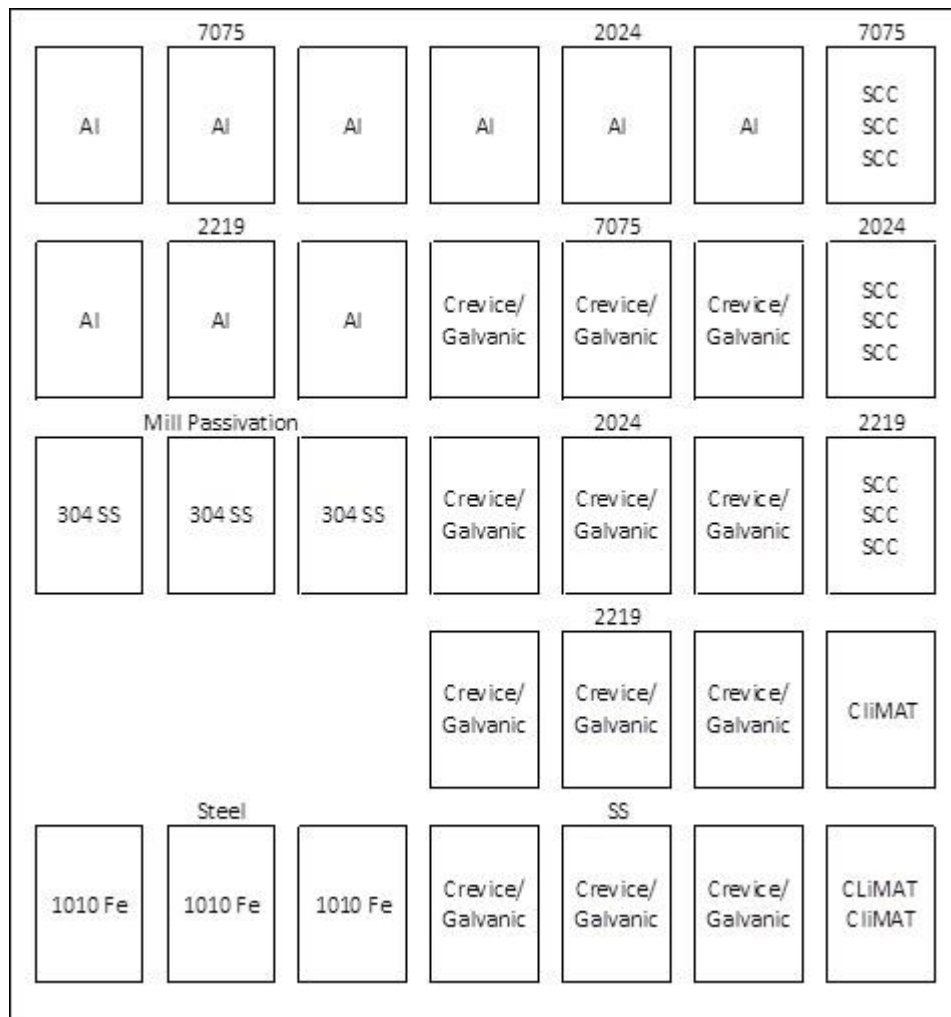 7075 2024 7075
Al Al Al Al Al Al SCC
SCC
SCC
2219 7075 2024
Al Al Al Crevice/ Crevice/ Crevice/ SCC
Galvanic Galvanic Galvanic SCC
SCC
Mill Passivation 2024 2219
304 SS 304 SS 304 SS Crevice/ Crevice/ Crevice/ SCC
Galvanic Galvanic Galvanic SCC
SCC
2219
Crevice/ Crevice/ Crevice/ CliMAT
Galvanic Galvanic Galvanic
Steel SS
1010 Fe 1010 Fe 1010 Fe Crevice/ Crevice/ Crevice/ CLiMAT
Galvanic Galvanic Galvanic CliMAT